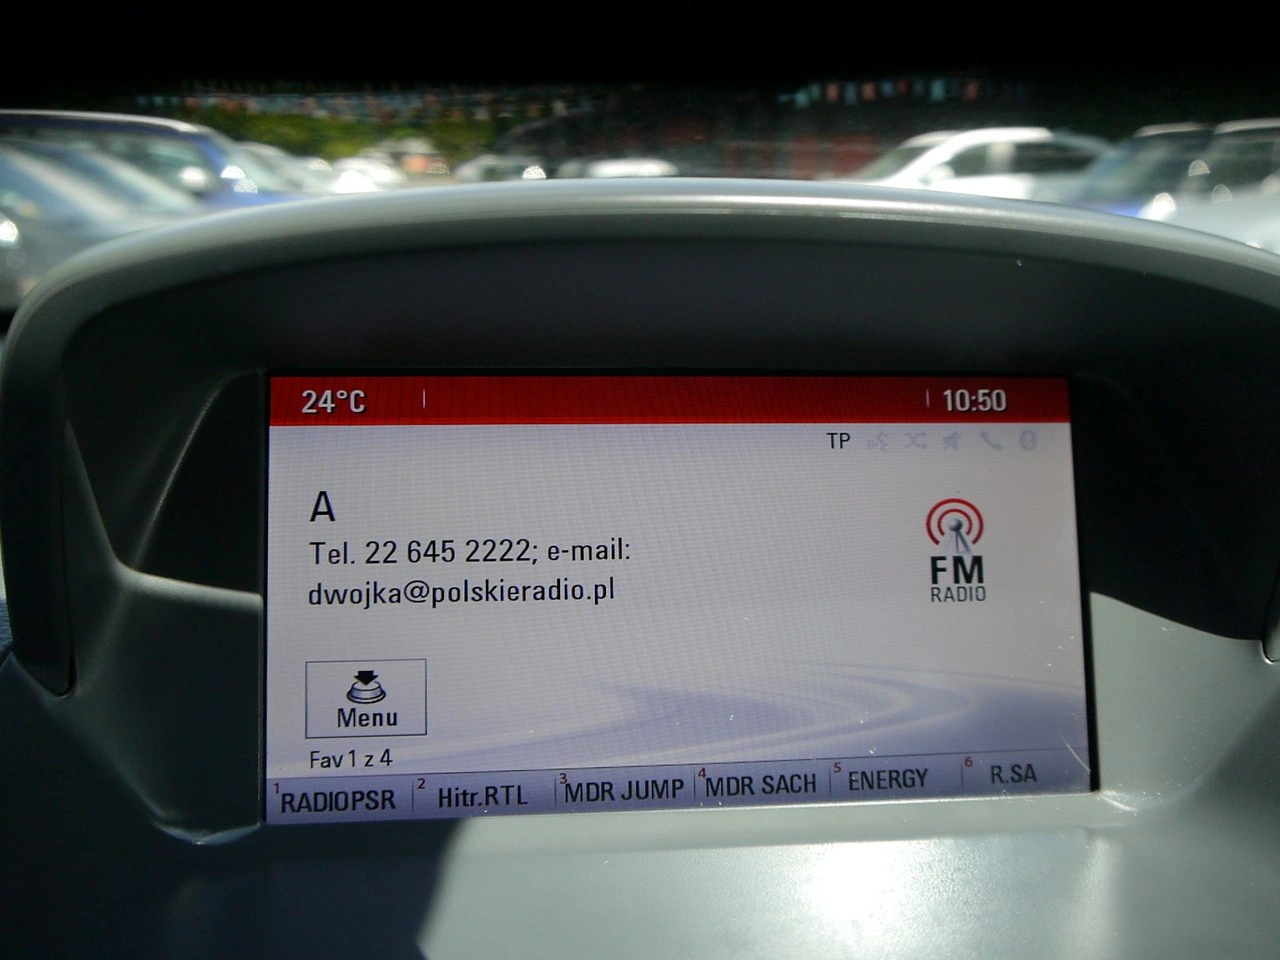 24°C 10:50
TP
A
Tel. 22 645 2222; e-mail:
dwojka@polskieradio.pl
FM
RADIO
Menu
Fav 1 z 4
1 RADIOPSR 2 Hitr.RTL 3 MDR JUMP 4 MDR SACH 5 ENERGY 6 R.SA